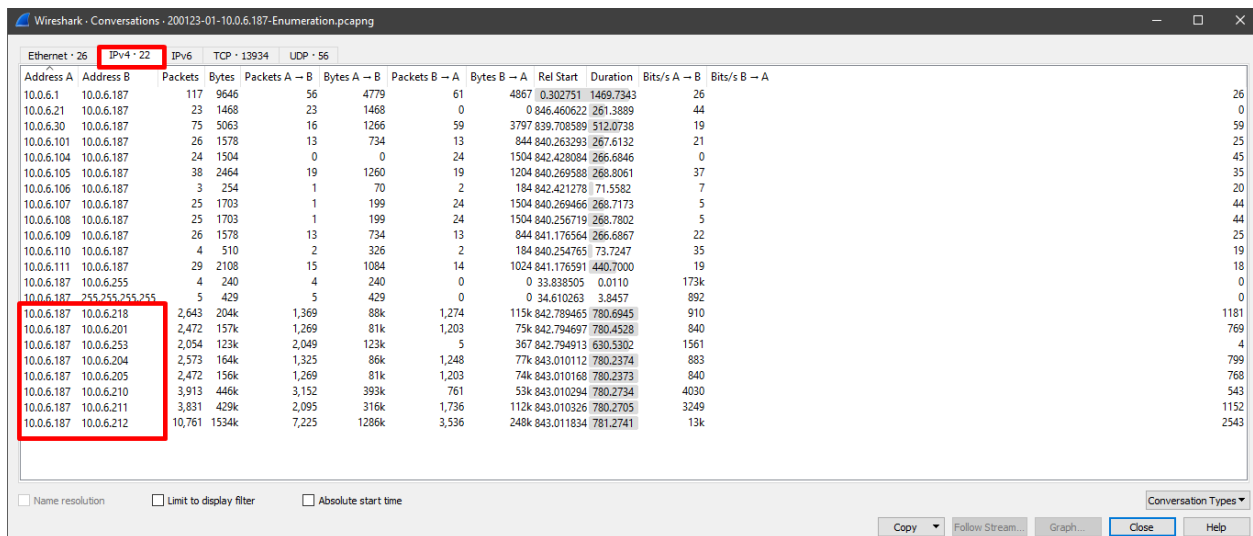 Wireshark · Conversations · 200123-01-10.0.6.187-Enumeration.pcapng
Ethernet · 26 IPv4 · 22 IPv6 TCP · 13934 UDP · 56
Address A Address B Packets Bytes Packets A → B Bytes A → B Packets B → A Bytes B → A Rel Start Duration Bits/s A → B Bits/s B → A
10.0.6.1 10.0.6.187 117 9646 56 4779 61 4867 0.302751 1469.7343 26 26
10.0.6.21 10.0.6.187 23 1468 23 1468 0 0 846.460622 261.3889 44 0
10.0.6.30 10.0.6.187 75 5063 16 1266 59 3797 839.708589 512.0738 19 59
10.0.6.101 10.0.6.187 26 1578 13 734 13 844 840.263293 267.6132 21 25
10.0.6.104 10.0.6.187 24 1504 0 0 24 1504 842.428084 266.6846 0 45
10.0.6.105 10.0.6.187 38 2464 19 1260 19 1204 840.269588 268.8061 37 35
10.0.6.106 10.0.6.187 3 254 1 70 2 184 842.421278 71.5582 7 20
10.0.6.107 10.0.6.187 25 1703 1 199 24 1504 840.269466 268.7173 5 44
10.0.6.108 10.0.6.187 25 1703 1 199 24 1504 840.256719 268.7802 5 44
10.0.6.109 10.0.6.187 26 1578 13 734 13 844 841.176564 266.6867 22 25
10.0.6.110 10.0.6.187 4 510 2 326 2 184 840.254765 73.7247 35 19
10.0.6.111 10.0.6.187 29 2108 15 1084 14 1024 841.176591 440.7000 19 18
10.0.6.187 10.0.6.255 4 240 4 240 0 0 33.838505 0.0110 173k 0
10.0.6.187 255.255.255.255 5 429 5 429 0 0 34.610263 3.8457 892 0
10.0.6.187 10.0.6.218 2,643 204k 1,369 88k 1,274 115k 842.789465 780.6945 910 1181
10.0.6.187 10.0.6.201 2,472 157k 1,269 81k 1,203 75k 842.794697 780.4528 840 769
10.0.6.187 10.0.6.253 2,054 123k 2,049 123k 5 367 842.794913 630.5302 1561 4
10.0.6.187 10.0.6.204 2,573 164k 1,325 86k 1,248 77k 843.010112 780.2374 883 799
10.0.6.187 10.0.6.205 2,472 156k 1,269 81k 1,203 74k 843.010168 780.2373 840 768
10.0.6.187 10.0.6.210 3,913 446k 3,152 393k 761 53k 843.010294 780.2734 4030 543
10.0.6.187 10.0.6.211 3,831 429k 2,095 316k 1,736 112k 843.010326 780.2705 3249 1152
10.0.6.187 10.0.6.212 10,761 1534k 7,225 1286k 3,536 248k 843.011834 781.2741 13k 2543
Name resolution Limit to display filter Absolute start time Conversation Types
Copy Follow Stream... Graph... Close Help